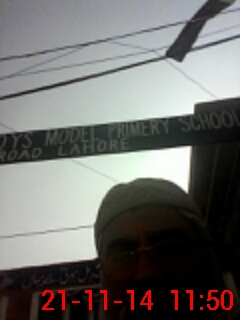 OYS MODEL PRIMERY SCHOOL
ROAD LAHORE
21-11-14 11:50